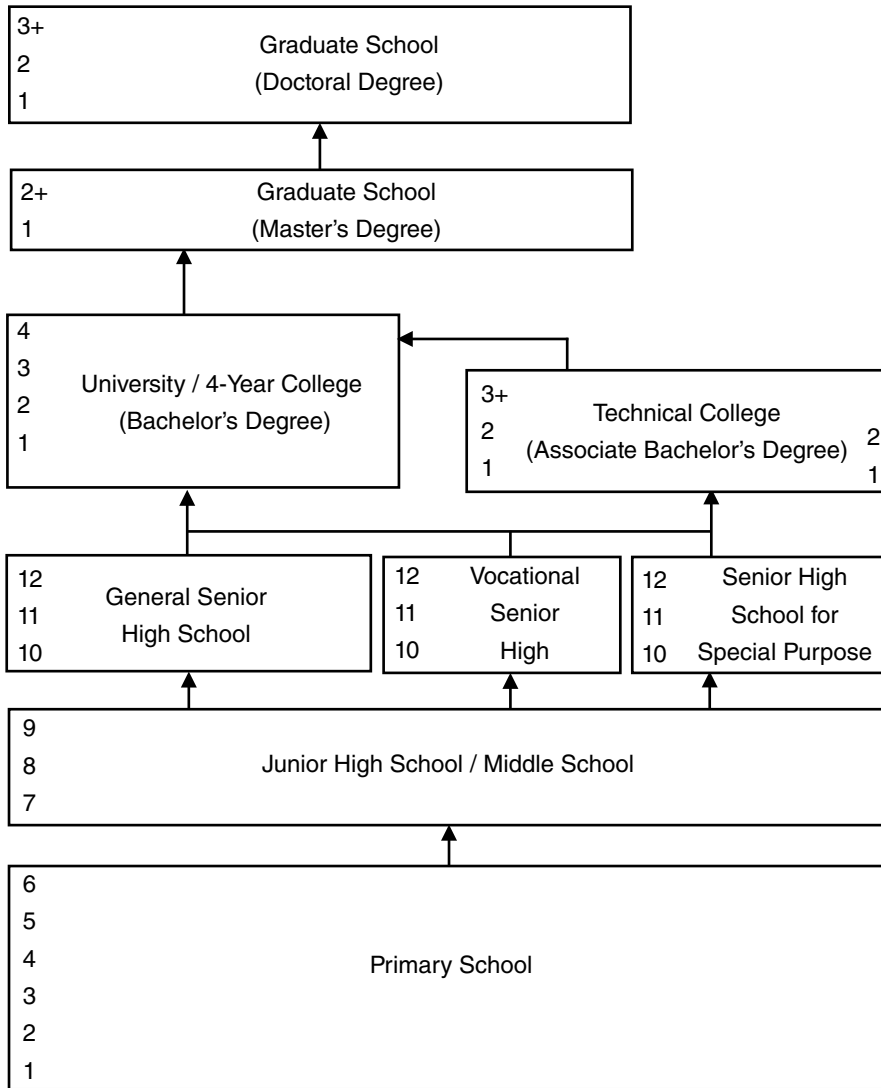 3+
2
1
Graduate School
(Doctoral Degree)
2+
1
Graduate School
(Master's Degree)
4
3
2
1
University / 4-Year College
(Bachelor's Degree)
3+
2
1
Technical College
(Associate Bachelor's Degree)
2
1
12
11
10
General Senior
High School
12
11
10
Vocational
Senior
High
12
11
10
Senior High
School for
Special Purpose
9
8
7
Junior High School / Middle School
6
5
4
3
2
1
Primary School